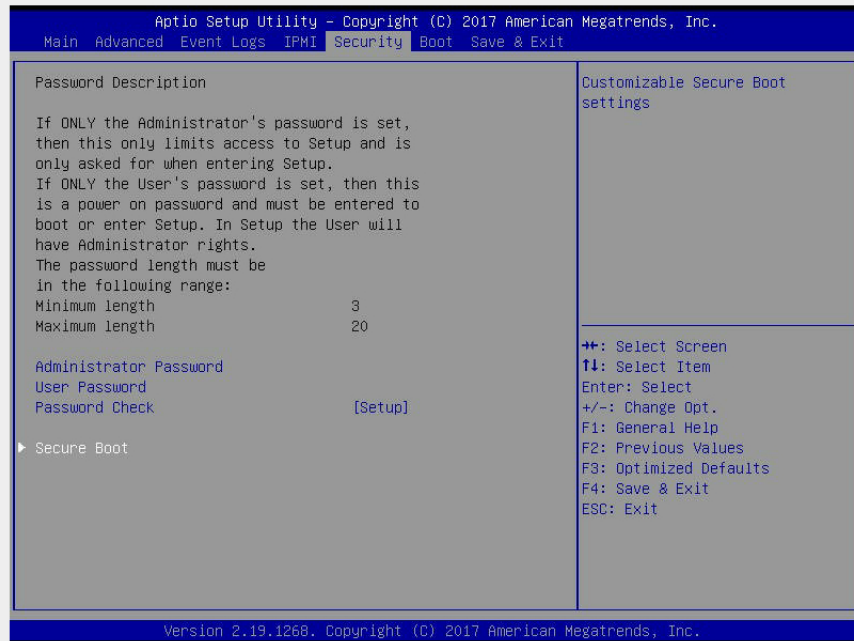 Aptio Setup Utility – Copyright (C) 2017 American Megatrends, Inc.
Main Advanced Event Logs IPMI Security Boot Save & Exit
Password Description
If ONLY the Administrator's password is set,
then this only limits access to Setup and is
only asked for when entering Setup.
If ONLY the User's password is set, then this
is a power on password and must be entered to
boot or enter Setup. In Setup the User will
have Administrator rights.
The password length must be
in the following range:
Minimum length 3
Maximum length 20
Administrator Password
User Password
Password Check [Setup]
Secure Boot
Customizable Secure Boot
settings
→←: Select Screen
↑↓: Select Item
Enter: Select
+/-: Change Opt.
F1: General Help
F2: Previous Values
F3: Optimized Defaults
F4: Save & Exit
ESC: Exit
Version 2.19.1268. Copyright (C) 2017 American Megatrends, Inc.